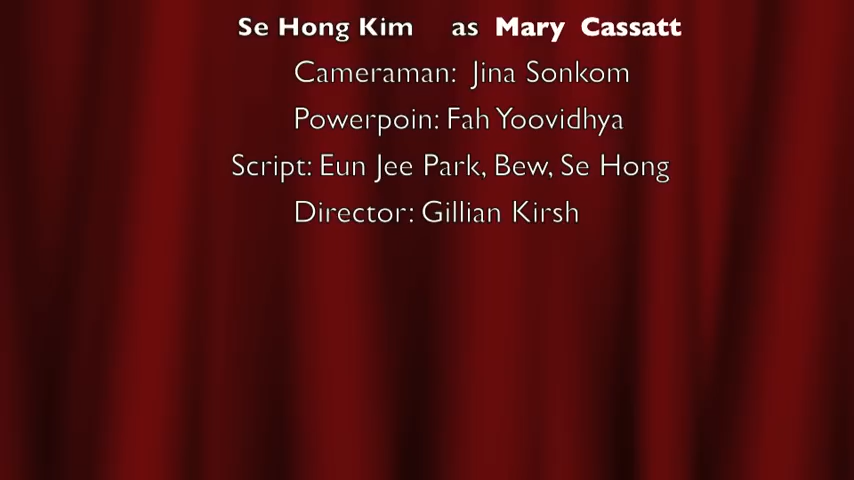 Se Hong Kim as Mary Cassatt
Cameraman: Jina Sonkom
Powerpoin: Fah Yoovidhya
Script: Eun Jee Park, Bew, Se Hong
Director: Gillian Kirsh